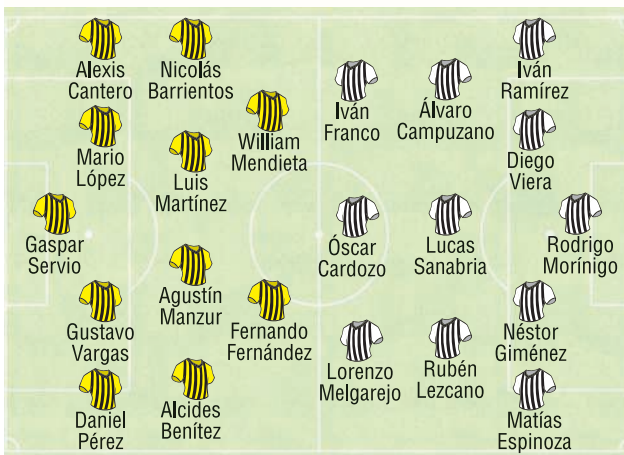 Alexis
Cantero
Nicolás
Barrientos
Mario
López
William
Mendieta
Luis
Martínez
Gaspar
Servio
Agustín
Manzur
Gustavo
Vargas
Fernando
Fernández
Daniel
Pérez
Alcides
Benítez
Iván
Franco
Álvaro
Campuzano
Iván
Ramírez
Diego
Viera
Óscar
Cardozo
Lucas
Sanabria
Rodrigo
Morínigo
Lorenzo
Melgarejo
Rubén
Lezcano
Néstor
Giménez
Matías
Espinoza